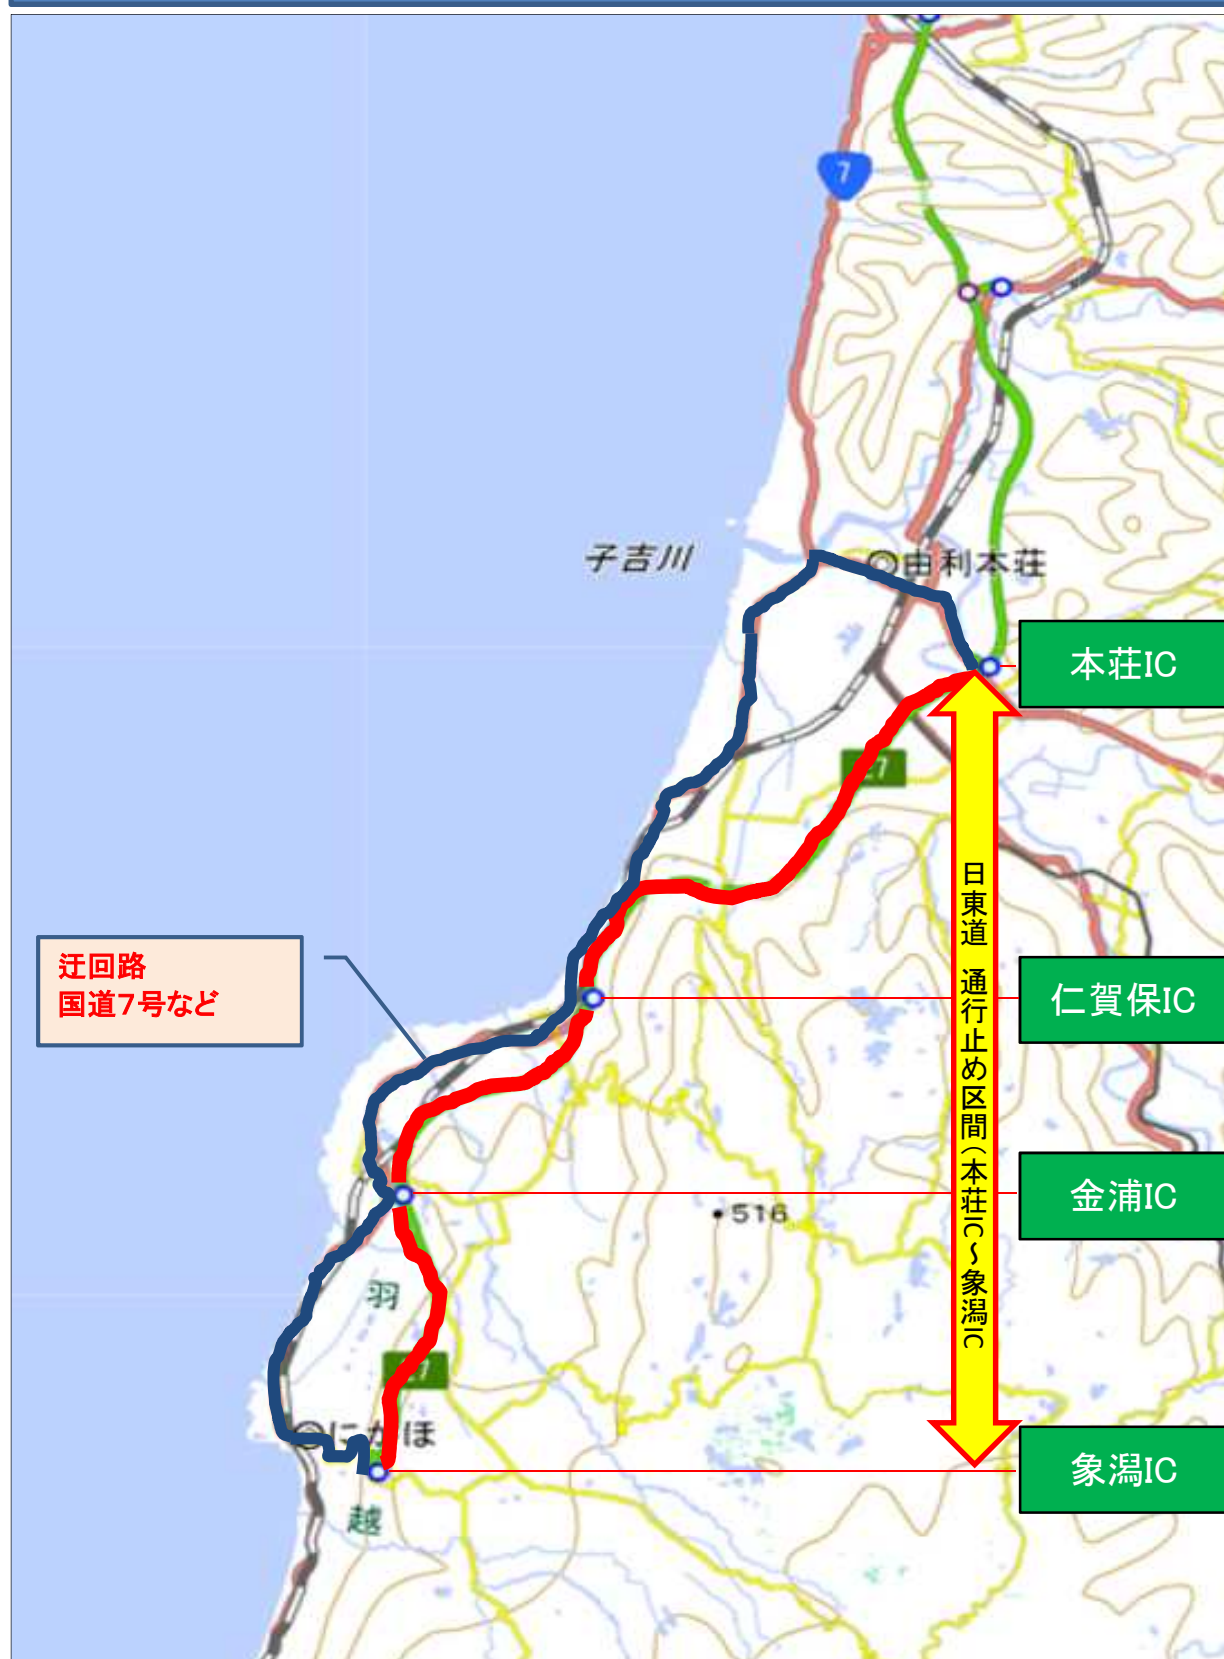 7
子吉川
由利本荘
本荘IC
日東道 通行止め区間（本荘IC～象潟IC
迂回路
国道7号など
仁賀保IC
金浦IC
516
羽
にかほ
象潟IC
越